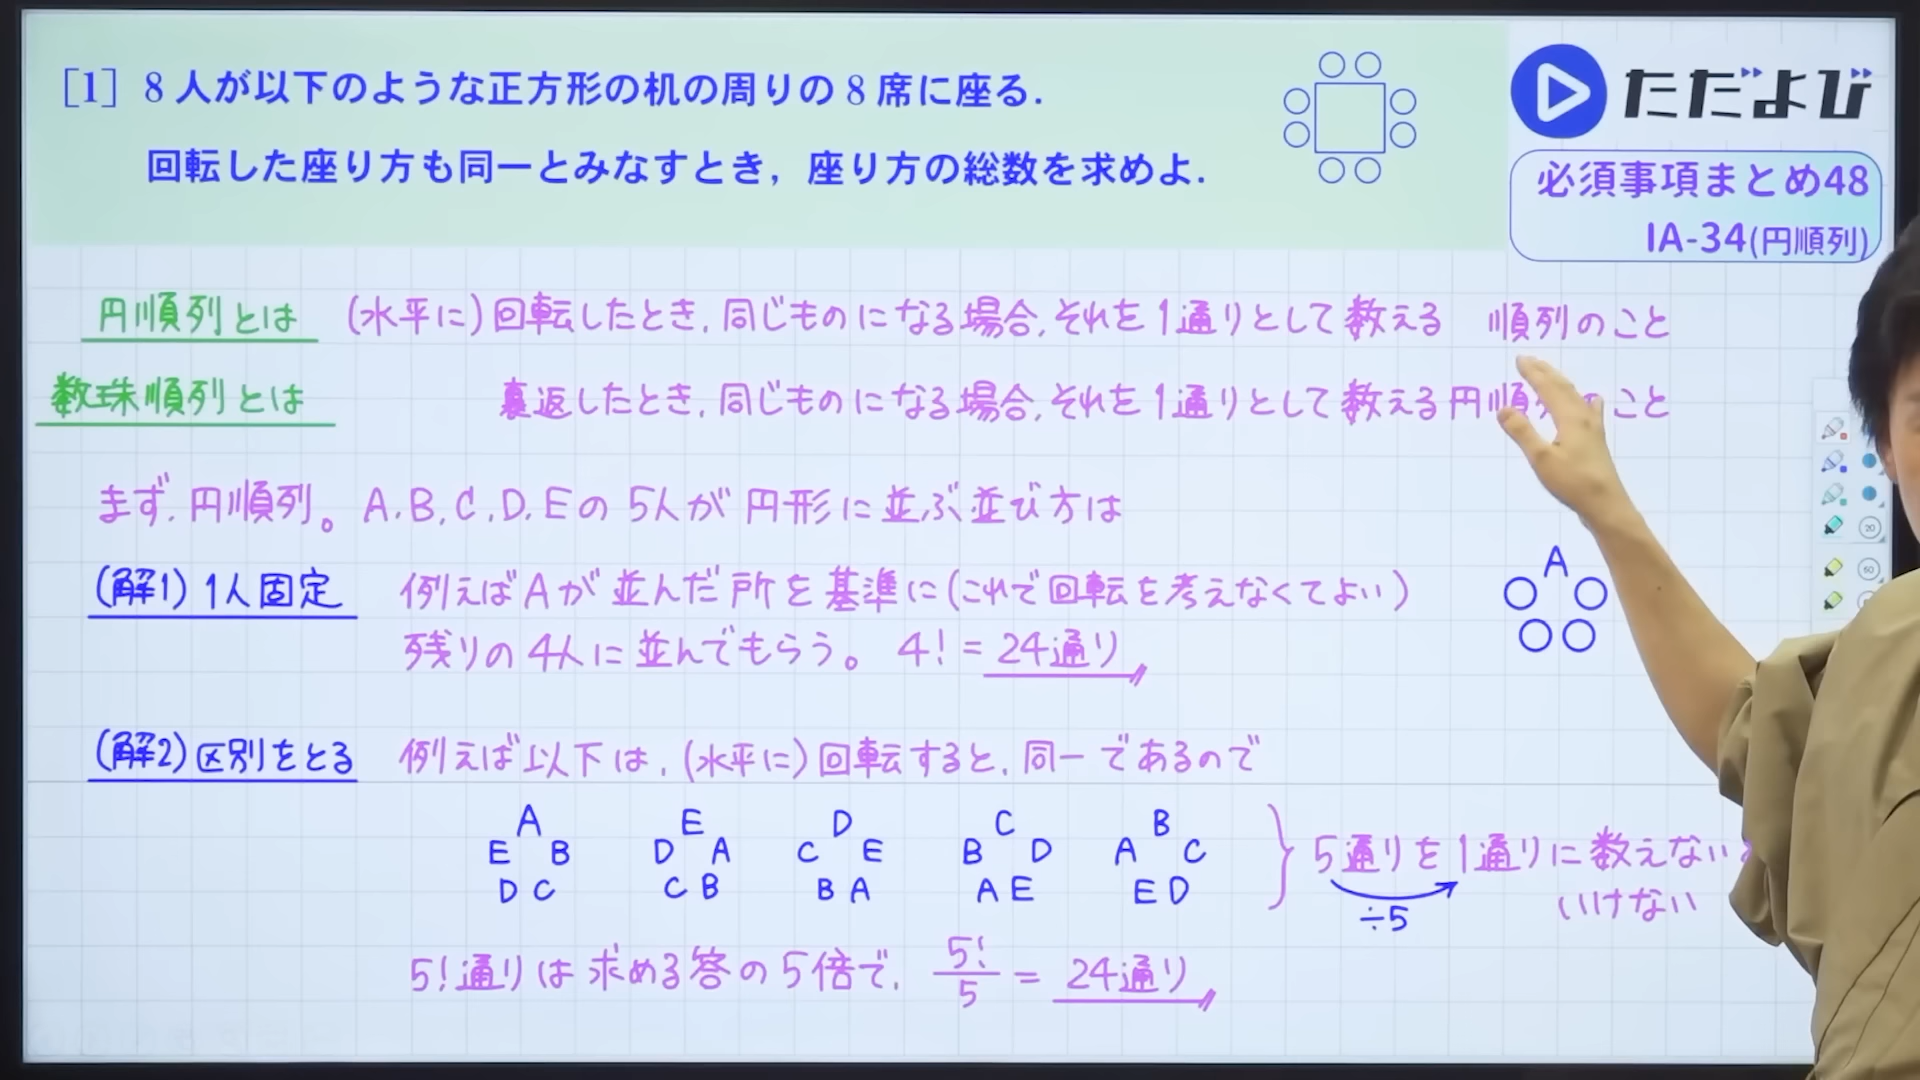 [1] 8人が以下のような正方形の机の周りの8席に座る.
回転した座り方も同一とみなすとき，座り方の総数を求めよ.
ただよび
必須事項まとめ48
IA-34(円順列)
円順列とは (水平に)回転したとき,同じものになる場合,それを1通りとして数える 順列のこと
数珠順列とは 裏返したとき,同じものになる場合,それを1通りとして数える円順列のこと
まず,円順列。A,B,C,D,Eの5人が円形に並ぶ並び方は
(解1) 1人固定 例えばAが並んだ所を基準に(これで回転を考えなくてよい)
残りの4人に並んでもらう。 4! = 24通り
A
(解2) 区別をとる 例えば以下は,(水平に)回転すると,同一であるので
A E D C B
E B D A C E B D A C
D C C B B A A E E D
5通りを1通りに数えない
いけない
÷5
5!通りは求める答の5倍で, 5!/5 = 24通り
20
50